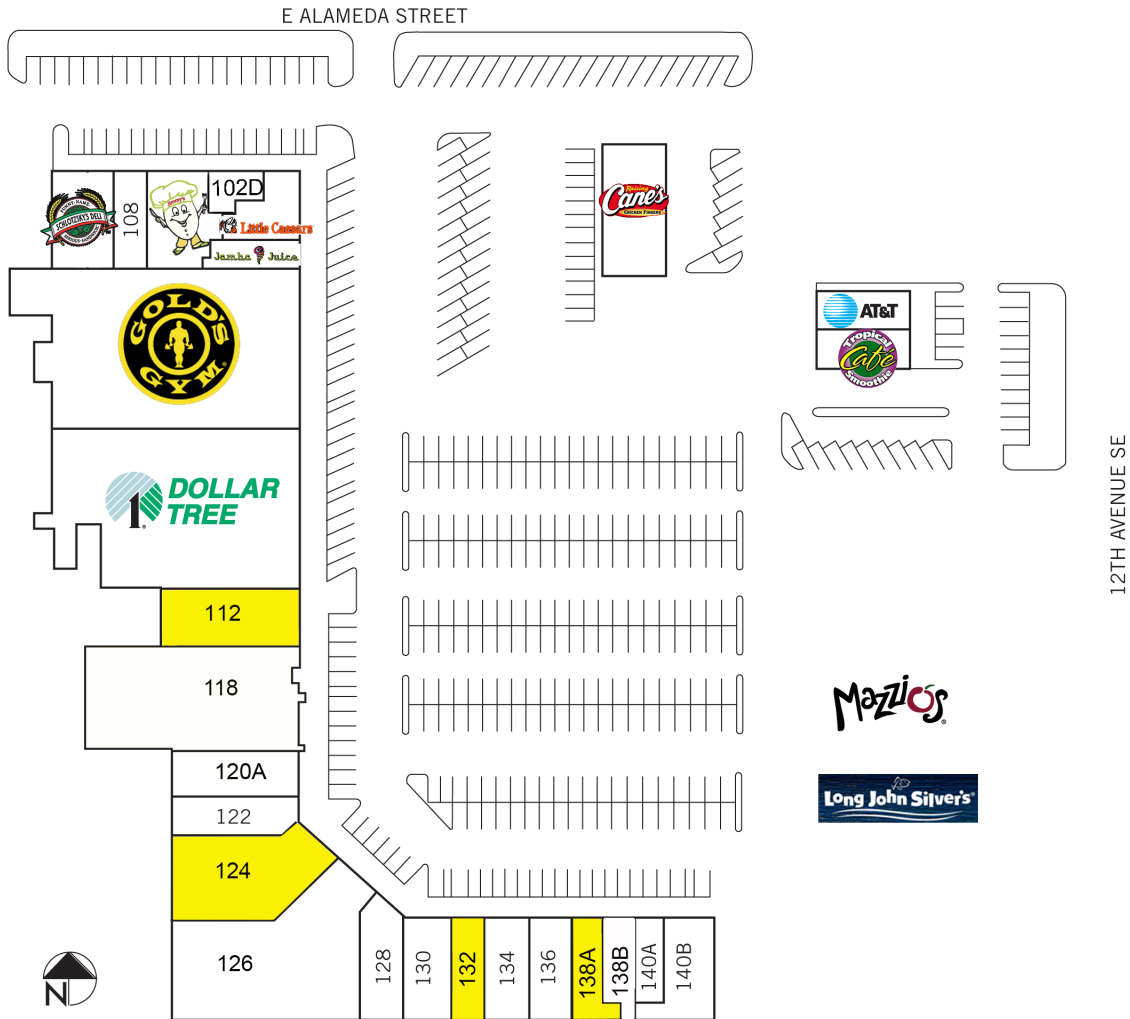 E ALAMEDA STREET
102D
108
SCHLOTZSKY'S DELI
Little Caesars
Jamba Juice
Raising
Cane's
CHICKEN FINGERS
GOLD'S
GYM
AT&T
Tropical
Cafe
Smoothie
12TH AVENUE SE
1
DOLLAR
TREE
112
118
Mazzio's
120A
Long John Silver's
122
124
126
128
130
132
134
136
138A
138B
140A
140B
N